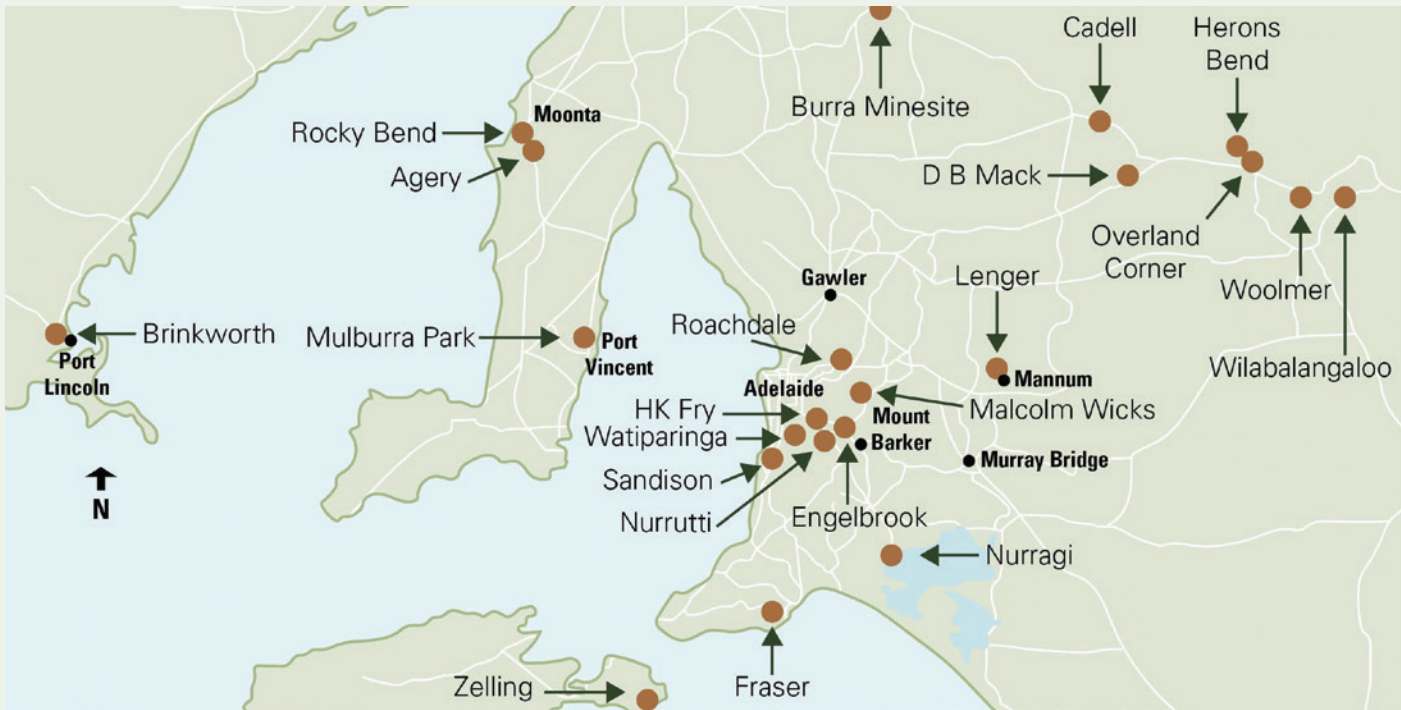 Cadell
Herons
Bend
Burra Minesite
Moonta
Rocky Bend
Agery
D B Mack
Overland
Corner
Woolmer
Wilabalangaloo
Gawler
Lenger
Roachdale
Brinkworth
Port
Lincoln
Mulburra Park
Port
Vincent
Mannum
Adelaide
Malcolm Wicks
HK Fry
Mount
Barker
Watiparinga
Murray Bridge
Sandison
Nurrutti
Engelbrook
N
Nurragi
Zelling
Fraser